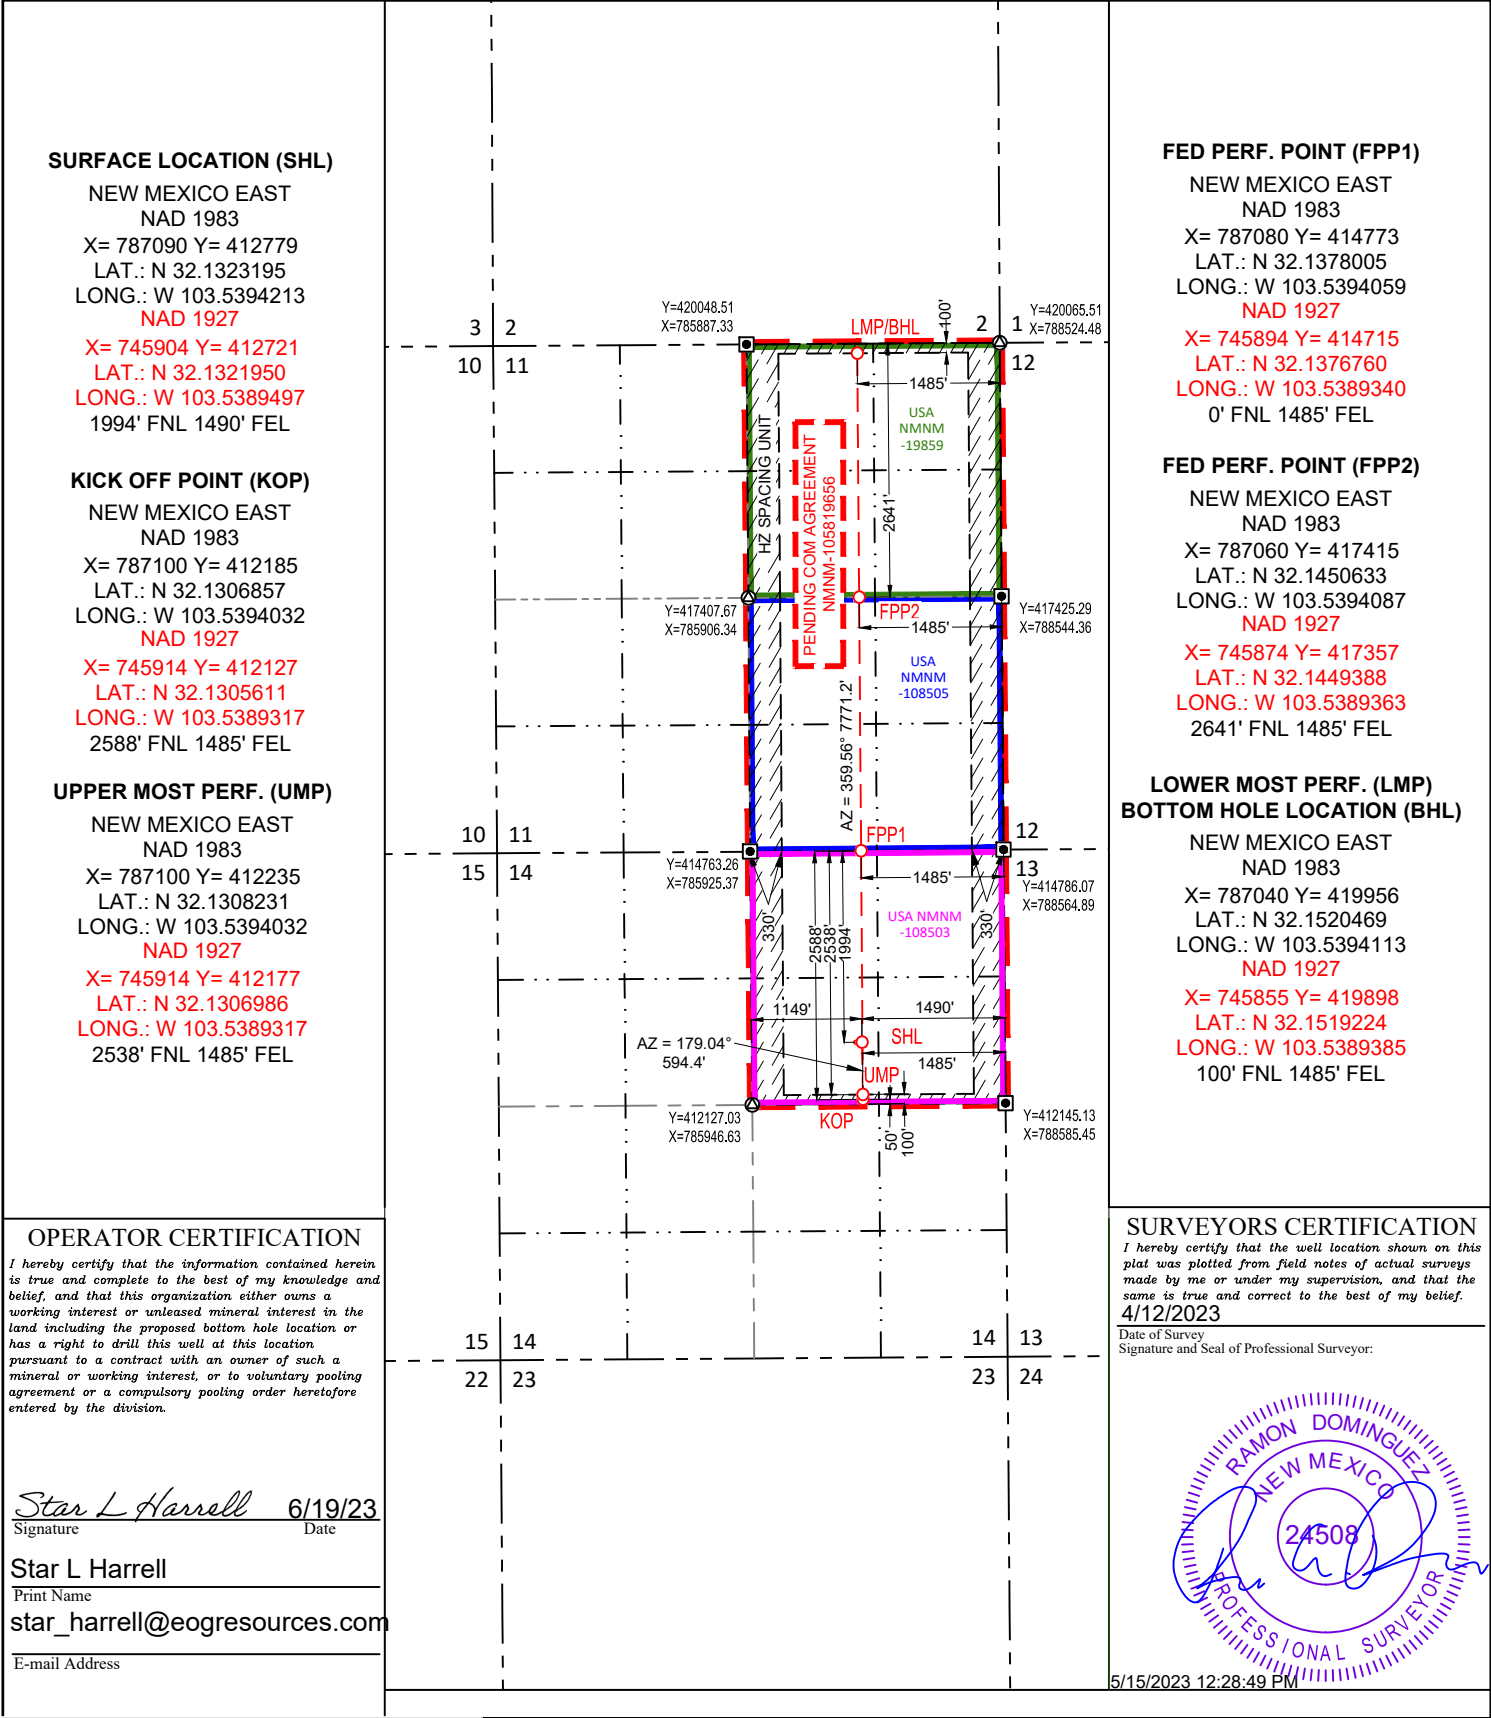 SURFACE LOCATION (SHL)
NEW MEXICO EAST
NAD 1983
X= 787090 Y= 412779
LAT.: N 32.1323195
LONG.: W 103.5394213
NAD 1927
X= 745904 Y= 412721
LAT.: N 32.1321950
LONG.: W 103.5389497
1994' FNL 1490' FEL
KICK OFF POINT (KOP)
NEW MEXICO EAST
NAD 1983
X= 787100 Y= 412185
LAT.: N 32.1306857
LONG.: W 103.5394032
NAD 1927
X= 745914 Y= 412127
LAT.: N 32.1305611
LONG.: W 103.5389317
2588' FNL 1485' FEL
UPPER MOST PERF. (UMP)
NEW MEXICO EAST
NAD 1983
X= 787100 Y= 412235
LAT.: N 32.1308231
LONG.: W 103.5394032
NAD 1927
X= 745914 Y= 412177
LAT.: N 32.1306986
LONG.: W 103.5389317
2538' FNL 1485' FEL
3 2
10 11
Y=420048.51
X=785887.33
LMP/BHL
100'
2 1
12
Y=420065.51
X=788524.48
1485'
USA
NMNM
-19859
HZ SPACING UNIT
PENDING COM AGREEMENT
NMNM-105819656
2641'
Y=417407.67
X=785906.34
FPP2
1485'
Y=417425.29
X=788544.36
USA
NMNM
-108505
AZ = 359.56° 7771.2'
10 11
15 14
FPP1
12
13
Y=414763.26
X=785925.37
1485'
Y=414786.07
X=788564.89
330'
2588'
2538'
1994'
USA NMNM
-108503
330'
1149'
1490'
AZ = 179.04°
594.4'
SHL
1485'
UMP
KOP
50'
100'
Y=412127.03
X=785946.63
Y=412145.13
X=788585.45
15 14
22 23
14 13
23 24
FED PERF. POINT (FPP1)
NEW MEXICO EAST
NAD 1983
X= 787080 Y= 414773
LAT.: N 32.1378005
LONG.: W 103.5394059
NAD 1927
X= 745894 Y= 414715
LAT.: N 32.1376760
LONG.: W 103.5389340
0' FNL 1485' FEL
FED PERF. POINT (FPP2)
NEW MEXICO EAST
NAD 1983
X= 787060 Y= 417415
LAT.: N 32.1450633
LONG.: W 103.5394087
NAD 1927
X= 745874 Y= 417357
LAT.: N 32.1449388
LONG.: W 103.5389363
2641' FNL 1485' FEL
LOWER MOST PERF. (LMP)
BOTTOM HOLE LOCATION (BHL)
NEW MEXICO EAST
NAD 1983
X= 787040 Y= 419956
LAT.: N 32.1520469
LONG.: W 103.5394113
NAD 1927
X= 745855 Y= 419898
LAT.: N 32.1519224
LONG.: W 103.5389385
100' FNL 1485' FEL
OPERATOR CERTIFICATION
I hereby certify that the information contained herein
is true and complete to the best of my knowledge and
belief, and that this organization either owns a
working interest or unleased mineral interest in the
land including the proposed bottom hole location or
has a right to drill this well at this location
pursuant to a contract with an owner of such a
mineral or working interest, or to voluntary pooling
agreement or a compulsory pooling order heretofore
entered by the division.
Star L Harrell 6/19/23
Signature Date
Star L Harrell
Print Name
star_harrell@eogresources.com
E-mail Address
SURVEYORS CERTIFICATION
I hereby certify that the well location shown on this
plat was plotted from field notes of actual surveys
made by me or under my supervision, and that the
same is true and correct to the best of my belief.
4/12/2023
Date of Survey
Signature and Seal of Professional Surveyor:
RAMON DOMINGUEZ
NEW MEXICO
24508
PROFESSIONAL SURVEYOR
5/15/2023 12:28:49 PM